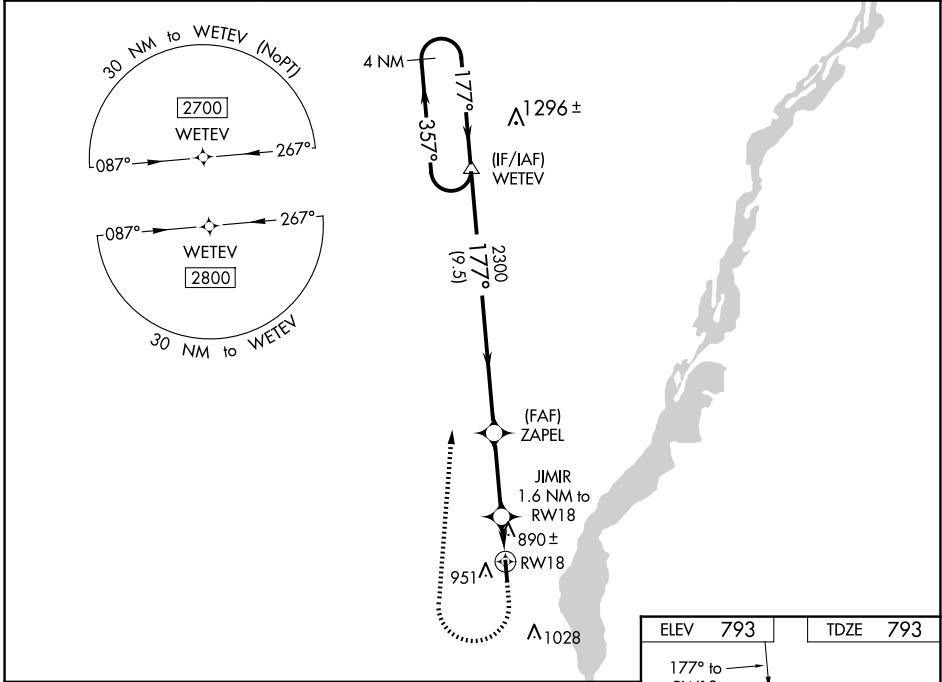 30 NM to WETEV (NoPT)
2700
WETEV
087°
267°
087°
267°
WETEV
2800
30 NM to WETEV
4 NM
177°
357°
1296 ±
(IF/IAF)
WETEV
2300
177°
(9.5)
(FAF)
ZAPEL
JIMIR
1.6 NM to
RW18
890 ±
RW18
951
1028
ELEV 793
TDZE 793
177° to